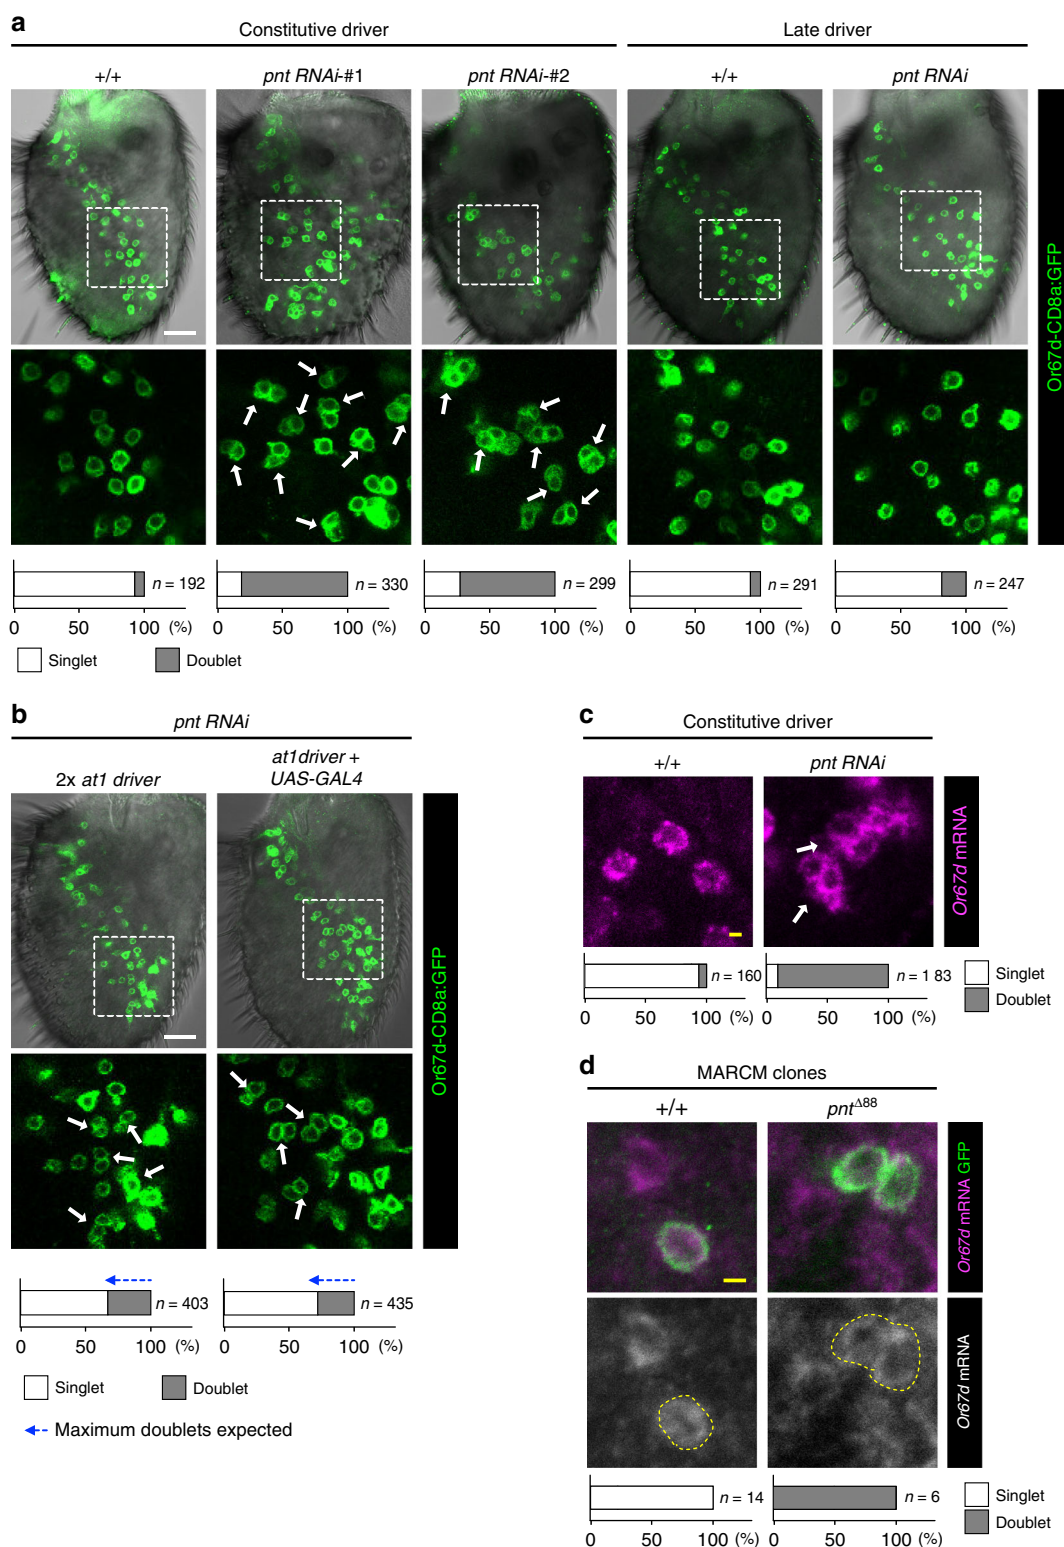 a
Constitutive driver
Late driver
+/+
pnt RNAi-#1
pnt RNAi-#2
+/+
pnt RNAi
Or67d-CD8a:GFP
n = 192
n = 330
n = 299
n = 291
n = 247
0 50 100 (%)
0 50 100 (%)
0 50 100 (%)
0 50 100 (%)
0 50 100 (%)
Singlet
Doublet
b
pnt RNAi
2x at1 driver
at1driver +
UAS-GAL4
Or67d-CD8a:GFP
n = 403
n = 435
0 50 100 (%)
0 50 100 (%)
Singlet
Doublet
Maximum doublets expected
c
Constitutive driver
+/+
pnt RNAi
Or67d mRNA
n = 160
n = 1 83
0 50 100 (%)
0 50 100 (%)
Singlet
Doublet
d
MARCM clones
+/+
pntΔ88
Or67d mRNA GFP
Or67d mRNA
n = 14
n = 6
0 50 100 (%)
0 50 100 (%)
Singlet
Doublet